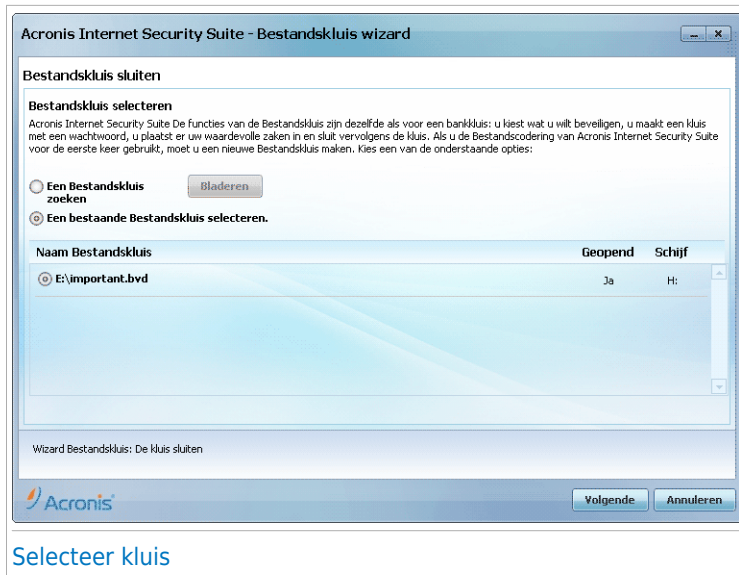 Acronis Internet Security Suite - Bestandskluis wizard
Bestandskluis sluiten
Bestandskluis selecteren
Acronis Internet Security Suite De functies van de Bestandskluis zijn dezelfde als voor een bankkluis: u kiest wat u wilt beveiligen, u maakt een kluis
met een wachtwoord, u plaatst er uw waardevolle zaken in en sluit vervolgens de kluis. Als u de Bestandscodering van Acronis Internet Security Suite
voor de eerste keer gebruikt, moet u een nieuwe Bestandskluis maken. Kies een van de onderstaande opties:
Een Bestandskluis
zoeken
Bladeren
Een bestaande Bestandskluis selecteren.
Naam Bestandskluis Geopend Schijf
E:\important.bvd Ja H:
Wizard Bestandskluis: De kluis sluiten
Acronis
Volgende Annuleren
Selecteer kluis